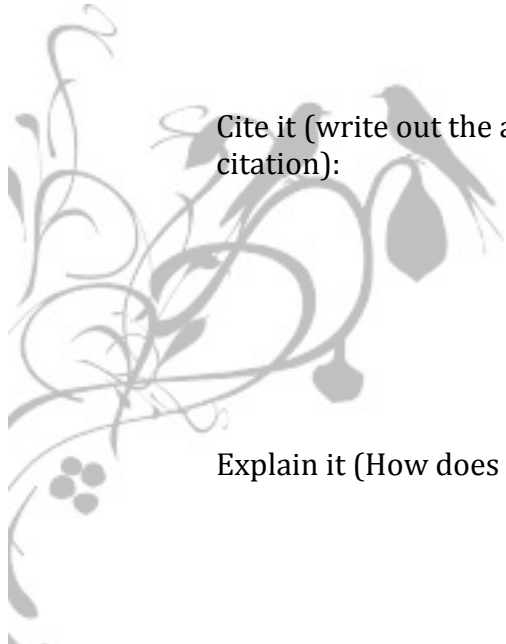 Cite it (write out the a
citation):
Explain it (How does